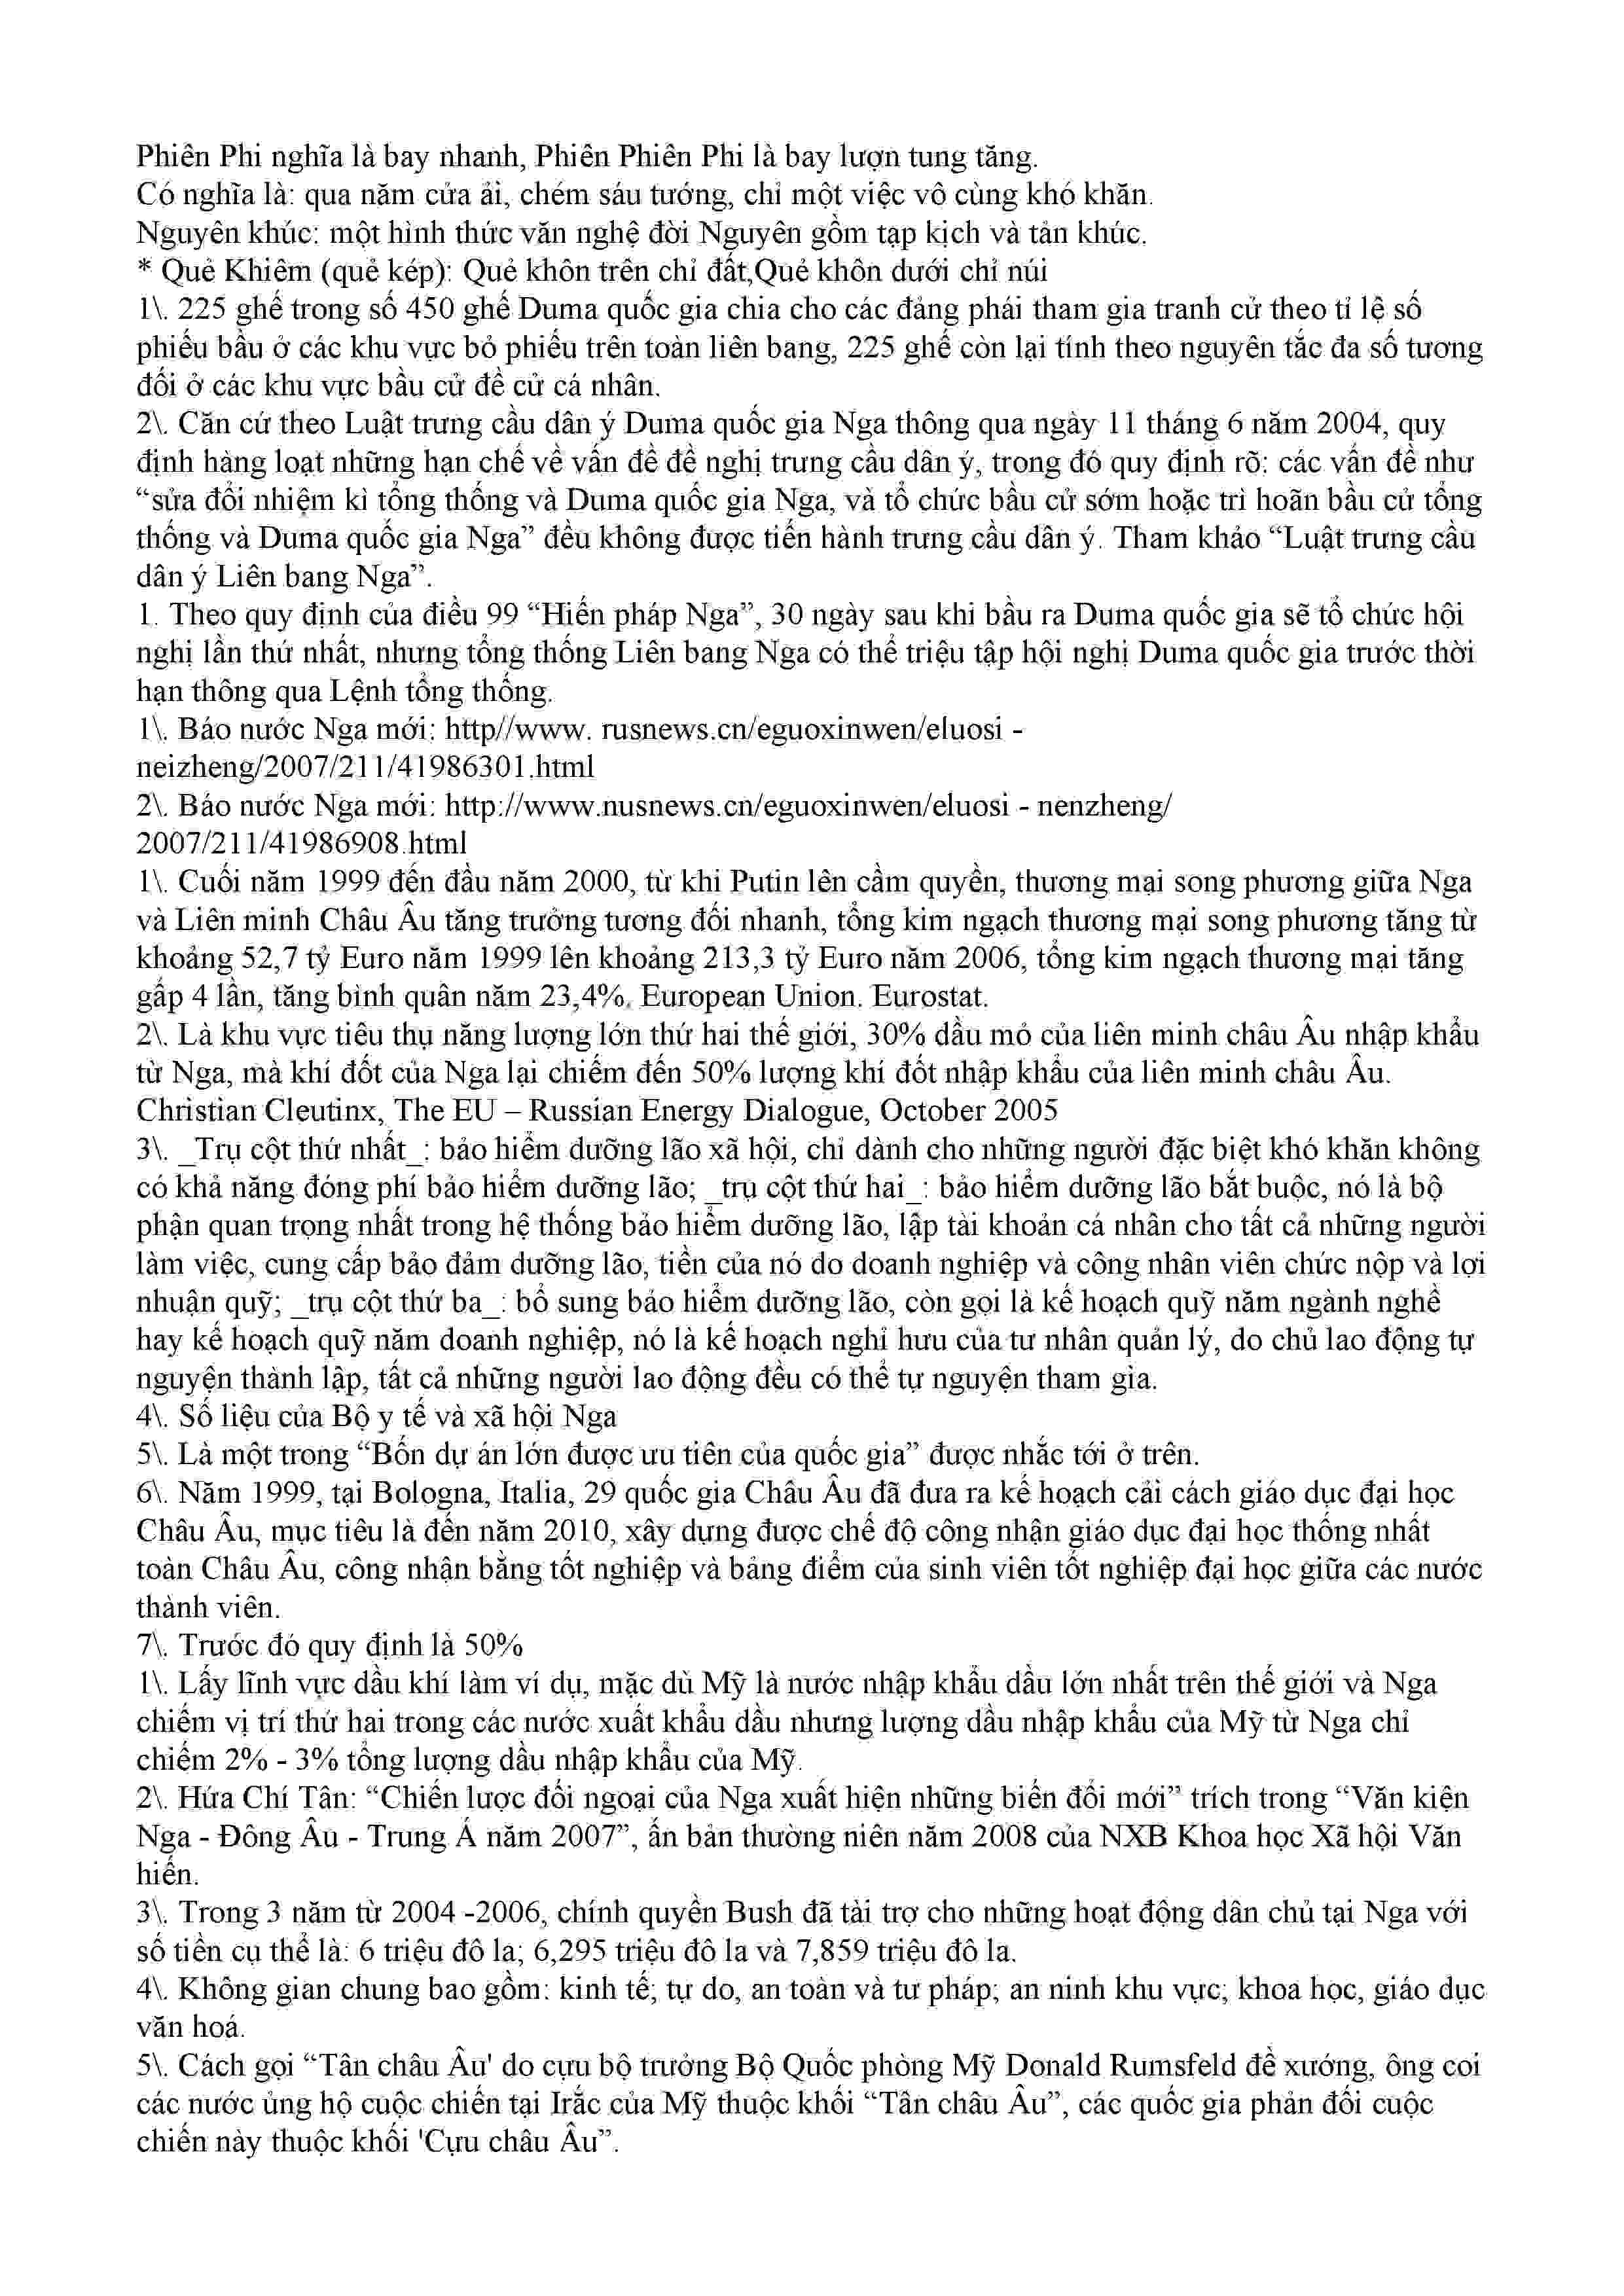 Phiên Phi nghĩa là bay nhanh, Phiên Phiên Phi là bay lượn tung tăng.
Có nghĩa là: qua năm cửa ải, chém sáu tướng, chỉ một việc vô cùng khó khăn.
Nguyên khúc: một hình thức văn nghệ đời Nguyên gồm tạp kịch và tản khúc.
* Quẻ Khiêm (quẻ kép): Quẻ khôn trên chỉ đất,Quẻ khôn dưới chỉ núi
1\. 225 ghế trong số 450 ghế Duma quốc gia chia cho các đảng phái tham gia tranh cử theo tỉ lệ số
phiếu bầu ở các khu vực bỏ phiếu trên toàn liên bang, 225 ghế còn lại tính theo nguyên tắc đa số tương
đối ở các khu vực bầu cử đề cử cá nhân.
2\. Căn cứ theo Luật trưng cầu dân ý Duma quốc gia Nga thông qua ngày 11 tháng 6 năm 2004, quy
định hàng loạt những hạn chế về vấn đề đề nghị trưng cầu dân ý, trong đó quy định rõ: các vấn đề như
“sửa đổi nhiệm kì tổng thống và Duma quốc gia Nga, và tổ chức bầu cử sớm hoặc trì hoãn bầu cử tổng
thống và Duma quốc gia Nga” đều không được tiến hành trưng cầu dân ý. Tham khảo “Luật trưng cầu
dân ý Liên bang Nga”.
1. Theo quy định của điều 99 “Hiến pháp Nga”, 30 ngày sau khi bầu ra Duma quốc gia sẽ tổ chức hội
nghị lần thứ nhất, nhưng tổng thống Liên bang Nga có thể triệu tập hội nghị Duma quốc gia trước thời
hạn thông qua Lệnh tổng thống.
1\. Báo nước Nga mới: http//www. rusnews.cn/eguoxinwen/eluosi -
neizheng/2007/211/41986301.html
2\. Báo nước Nga mới: http://www.nusnews.cn/eguoxinwen/eluosi - nenzheng/
2007/211/41986908.html
1\. Cuối năm 1999 đến đầu năm 2000, từ khi Putin lên cầm quyền, thương mại song phương giữa Nga
và Liên minh Châu Âu tăng trưởng tương đối nhanh, tổng kim ngạch thương mại song phương tăng từ
khoảng 52,7 tỷ Euro năm 1999 lên khoảng 213,3 tỷ Euro năm 2006, tổng kim ngạch thương mại tăng
gấp 4 lần, tăng bình quân năm 23,4%. European Union. Eurostat.
2\. Là khu vực tiêu thụ năng lượng lớn thứ hai thế giới, 30% dầu mỏ của liên minh châu Âu nhập khẩu
từ Nga, mà khí đốt của Nga lại chiếm đến 50% lượng khí đốt nhập khẩu của liên minh châu Âu.
Christian Cleutinx, The EU – Russian Energy Dialogue, October 2005
3\. _Trụ cột thứ nhất_: bảo hiểm dưỡng lão xã hội, chỉ dành cho những người đặc biệt khó khăn không
có khả năng đóng phí bảo hiểm dưỡng lão; _trụ cột thứ hai_: bảo hiểm dưỡng lão bắt buộc, nó là bộ
phận quan trọng nhất trong hệ thống bảo hiểm dưỡng lão, lập tài khoản cá nhân cho tất cả những người
làm việc, cung cấp bảo đảm dưỡng lão, tiền của nó do doanh nghiệp và công nhân viên chức nộp và lợi
nhuận quỹ; _trụ cột thứ ba_: bổ sung bảo hiểm dưỡng lão, còn gọi là kế hoạch quỹ năm ngành nghề
hay kế hoạch quỹ năm doanh nghiệp, nó là kế hoạch nghỉ hưu của tư nhân quản lý, do chủ lao động tự
nguyện thành lập, tất cả những người lao động đều có thể tự nguyện tham gia.
4\. Số liệu của Bộ y tế và xã hội Nga
5\. Là một trong “Bốn dự án lớn được ưu tiên của quốc gia” được nhắc tới ở trên.
6\. Năm 1999, tại Bologna, Italia, 29 quốc gia Châu Âu đã đưa ra kế hoạch cải cách giáo dục đại học
Châu Âu, mục tiêu là đến năm 2010, xây dựng được chế độ công nhận giáo dục đại học thống nhất
toàn Châu Âu, công nhận bằng tốt nghiệp và bảng điểm của sinh viên tốt nghiệp đại học giữa các nước
thành viên.
7\. Trước đó quy định là 50%
1\. Lấy lĩnh vực dầu khí làm ví dụ, mặc dù Mỹ là nước nhập khẩu dầu lớn nhất trên thế giới và Nga
chiếm vị trí thứ hai trong các nước xuất khẩu dầu nhưng lượng dầu nhập khẩu của Mỹ từ Nga chỉ
chiếm 2% - 3% tổng lượng dầu nhập khẩu của Mỹ.
2\. Hứa Chí Tân: “Chiến lược đối ngoại của Nga xuất hiện những biến đổi mới” trích trong “Văn kiện
Nga - Đông Âu - Trung Á năm 2007”, ấn bản thường niên năm 2008 của NXB Khoa học Xã hội Văn
hiến.
3\. Trong 3 năm từ 2004 -2006, chính quyền Bush đã tài trợ cho những hoạt động dân chủ tại Nga với
số tiền cụ thể là: 6 triệu đô la; 6,295 triệu đô la và 7,859 triệu đô la.
4\. Không gian chung bao gồm: kinh tế; tự do, an toàn và tư pháp; an ninh khu vực; khoa học, giáo dục
văn hoá.
5\. Cách gọi “Tân châu Âu' do cựu bộ trưởng Bộ Quốc phòng Mỹ Donald Rumsfeld đề xướng, ông coi
các nước ủng hộ cuộc chiến tại Irắc của Mỹ thuộc khối “Tân châu Âu”, các quốc gia phản đối cuộc
chiến này thuộc khối 'Cựu châu Âu”.